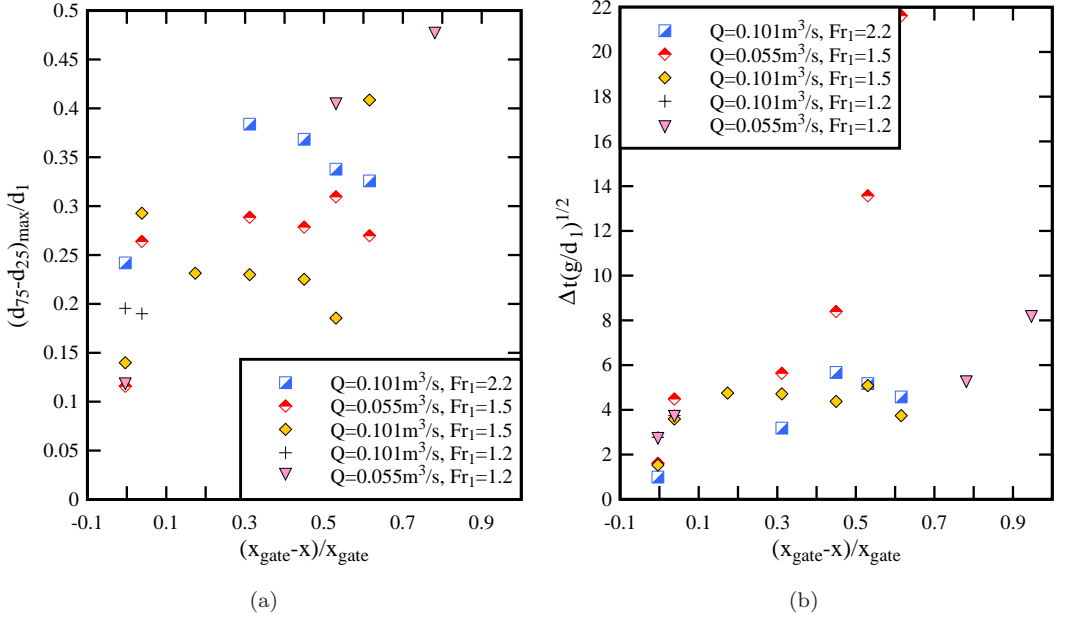 0.5
0.45
0.4
0.35
0.3
0.25
0.2
0.15
0.1
0.05
0
-0.1 0.1 0.3 0.5 0.7 0.9
(d75-d25)max/d1
(xgate-x)/xgate
Q=0.101m³/s, Fr1=2.2
Q=0.055m³/s, Fr1=1.5
Q=0.101m³/s, Fr1=1.5
Q=0.101m³/s, Fr1=1.2
Q=0.055m³/s, Fr1=1.2
(a)
22
20
18
16
14
12
10
8
6
4
2
0
-0.1 0.1 0.3 0.5 0.7 0.9
Δt(g/d1)1/2
(xgate-x)/xgate
Q=0.101m³/s, Fr1=2.2
Q=0.055m³/s, Fr1=1.5
Q=0.101m³/s, Fr1=1.5
Q=0.101m³/s, Fr1=1.2
Q=0.055m³/s, Fr1=1.2
(b)